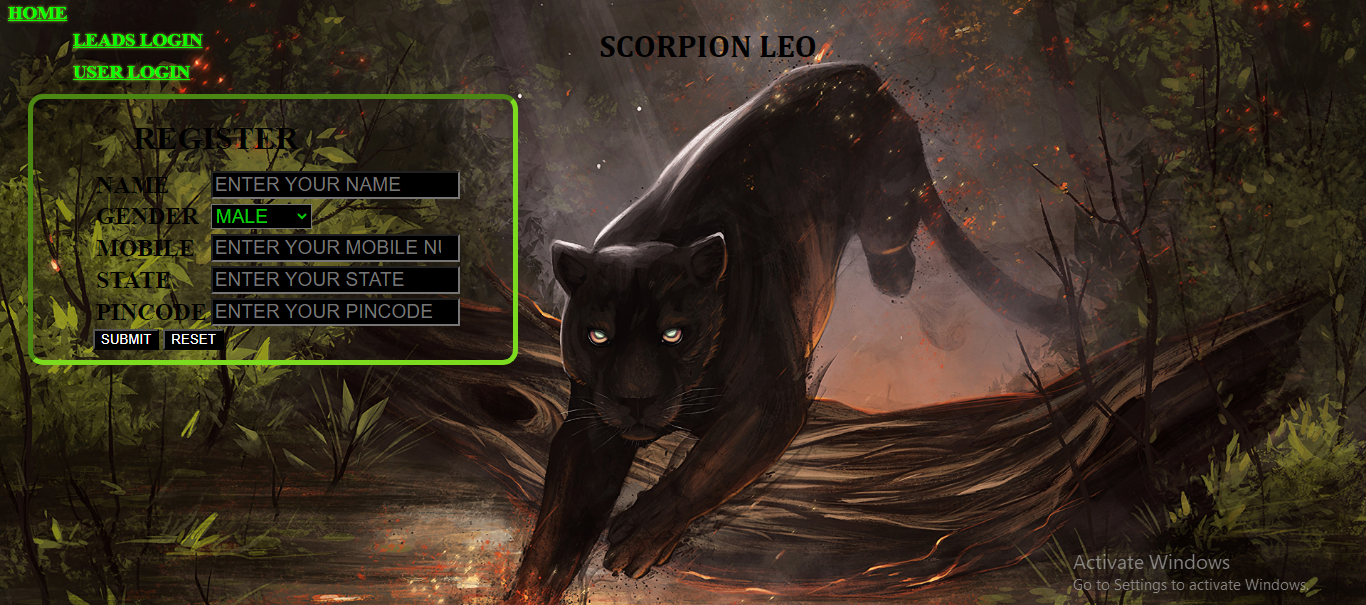 HOME
LEADS LOGIN
SCORPION LEO
USER LOGIN
REGISTER
NAME ENTER YOUR NAME
GENDER MALE
MOBILE ENTER YOUR MOBILE NU
STATE ENTER YOUR STATE
PINCODE ENTER YOUR PINCODE
SUBMIT RESET
Activate Windows
Go to Settings to activate Windows.